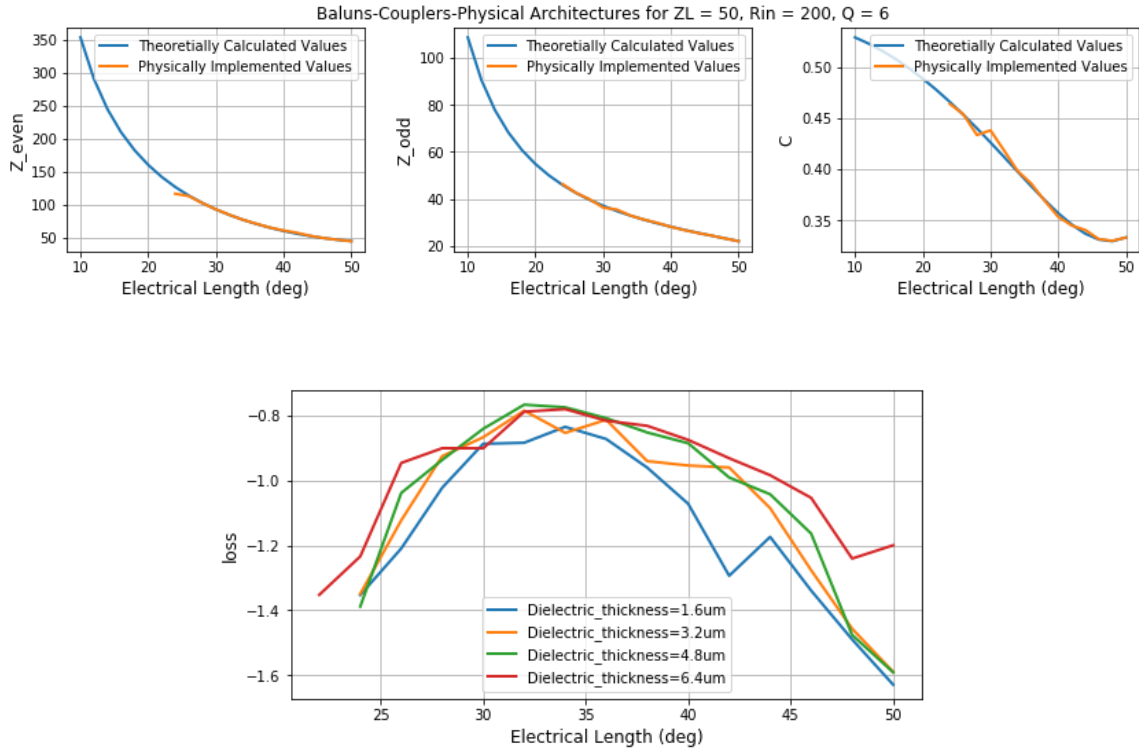 Baluns-Couplers-Physical Architectures for ZL = 50, Rin = 200, Q = 6
Theoretially Calculated Values
Physically Implemented Values
Z_even
350
300
250
200
150
100
50
10
20
30
40
50
Electrical Length (deg)
Theoretially Calculated Values
Physically Implemented Values
Z_odd
100
80
60
40
20
10
20
30
40
50
Electrical Length (deg)
Theoretially Calculated Values
Physically Implemented Values
C
0.50
0.45
0.40
0.35
10
20
30
40
50
Electrical Length (deg)
loss
−0.8
−1.0
−1.2
−1.4
−1.6
Dielectric_thickness=1.6um
Dielectric_thickness=3.2um
Dielectric_thickness=4.8um
Dielectric_thickness=6.4um
25
30
35
40
45
50
Electrical Length (deg)